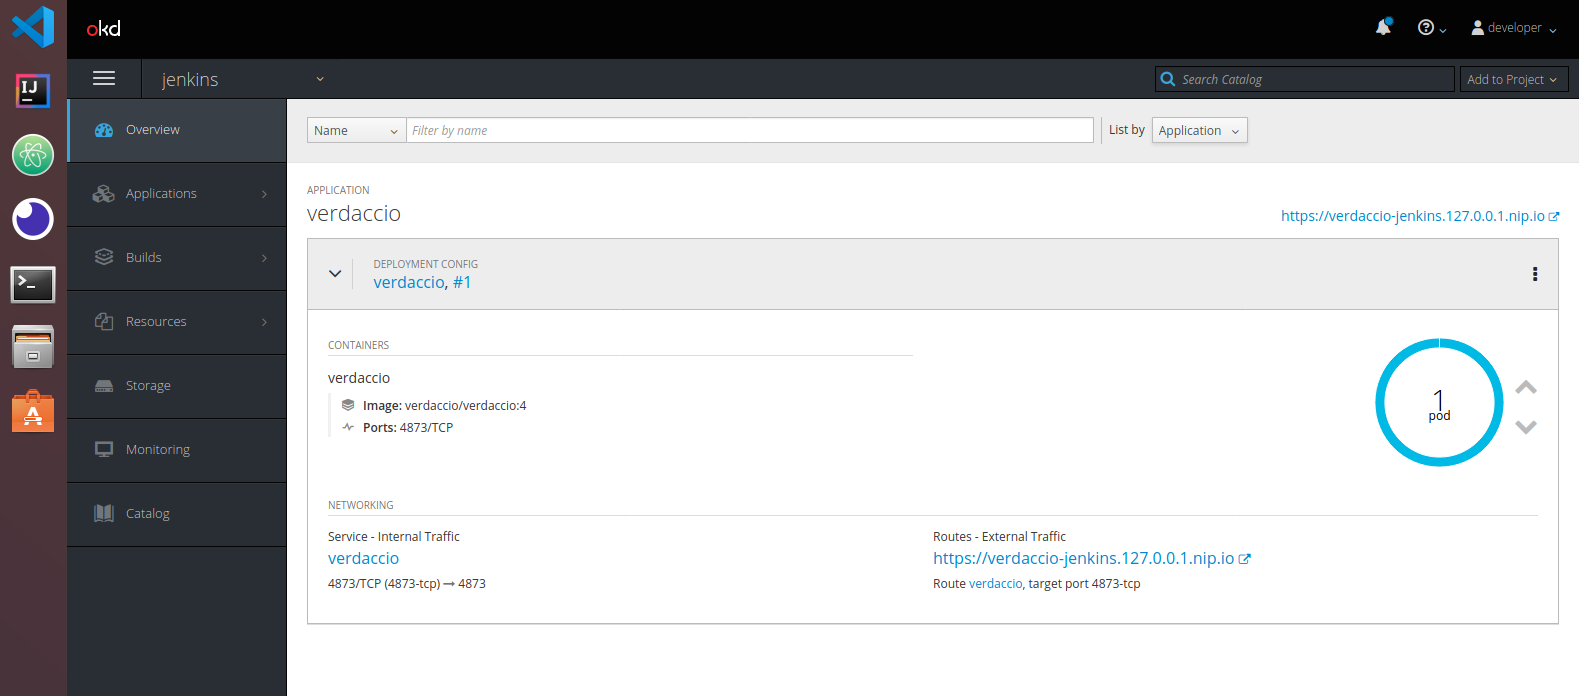 okd
developer
IJ
jenkins
Search Catalog
Add to Project
Overview
Name
Filter by name
List by
Application
Applications
Builds
Resources
Storage
Monitoring
Catalog
APPLICATION
verdaccio
https://verdaccio-jenkins.127.0.0.1.nip.io
DEPLOYMENT CONFIG
verdaccio, #1
CONTAINERS
verdaccio
Image: verdaccio/verdaccio:4
Ports: 4873/TCP
1
pod
NETWORKING
Service - Internal Traffic
verdaccio
4873/TCP (4873-tcp) → 4873
Routes - External Traffic
https://verdaccio-jenkins.127.0.0.1.nip.io
Route verdaccio, target port 4873-tcp